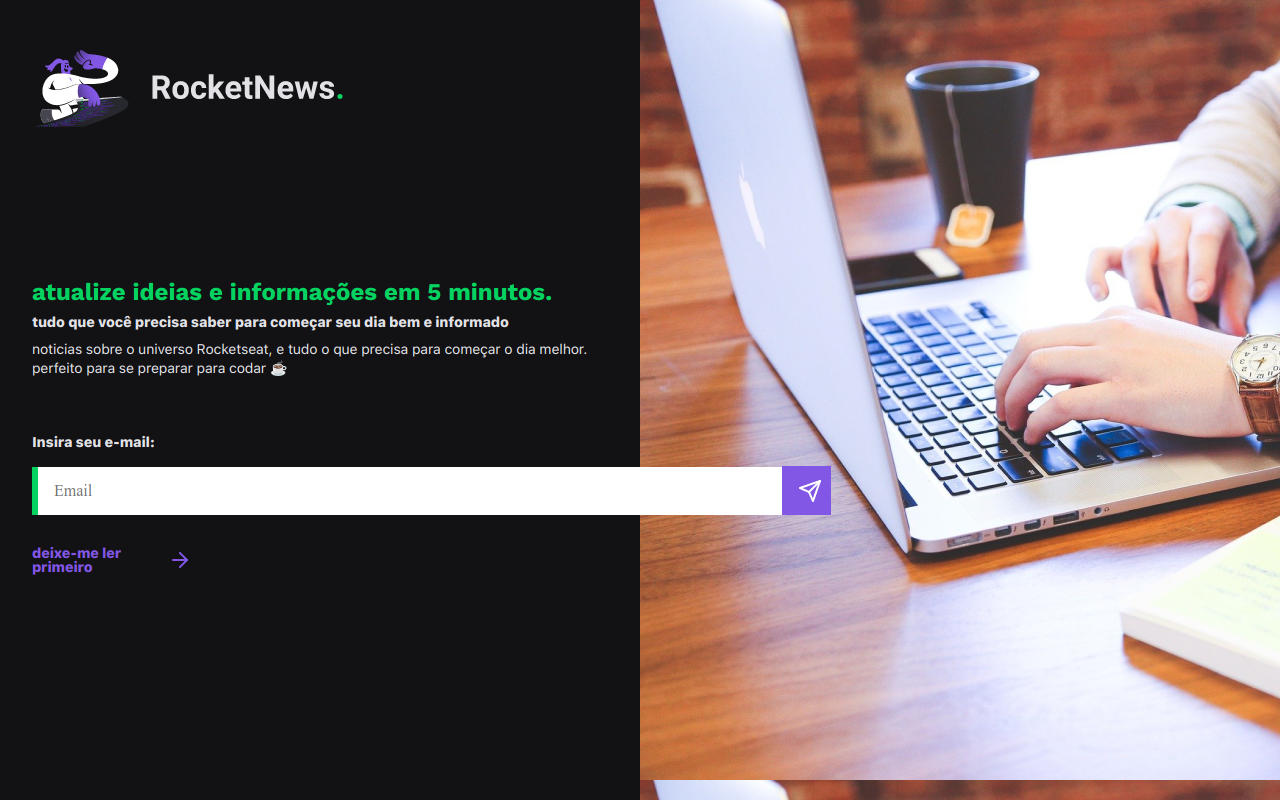 RocketNews.
atualize ideias e informações em 5 minutos.
tudo que você precisa saber para começar seu dia bem e informado
noticias sobre o universo Rocketseat, e tudo o que precisa para começar o dia melhor.
perfeito para se preparar para codar ☕
Insira seu e-mail:
Email
deixe-me ler
primeiro